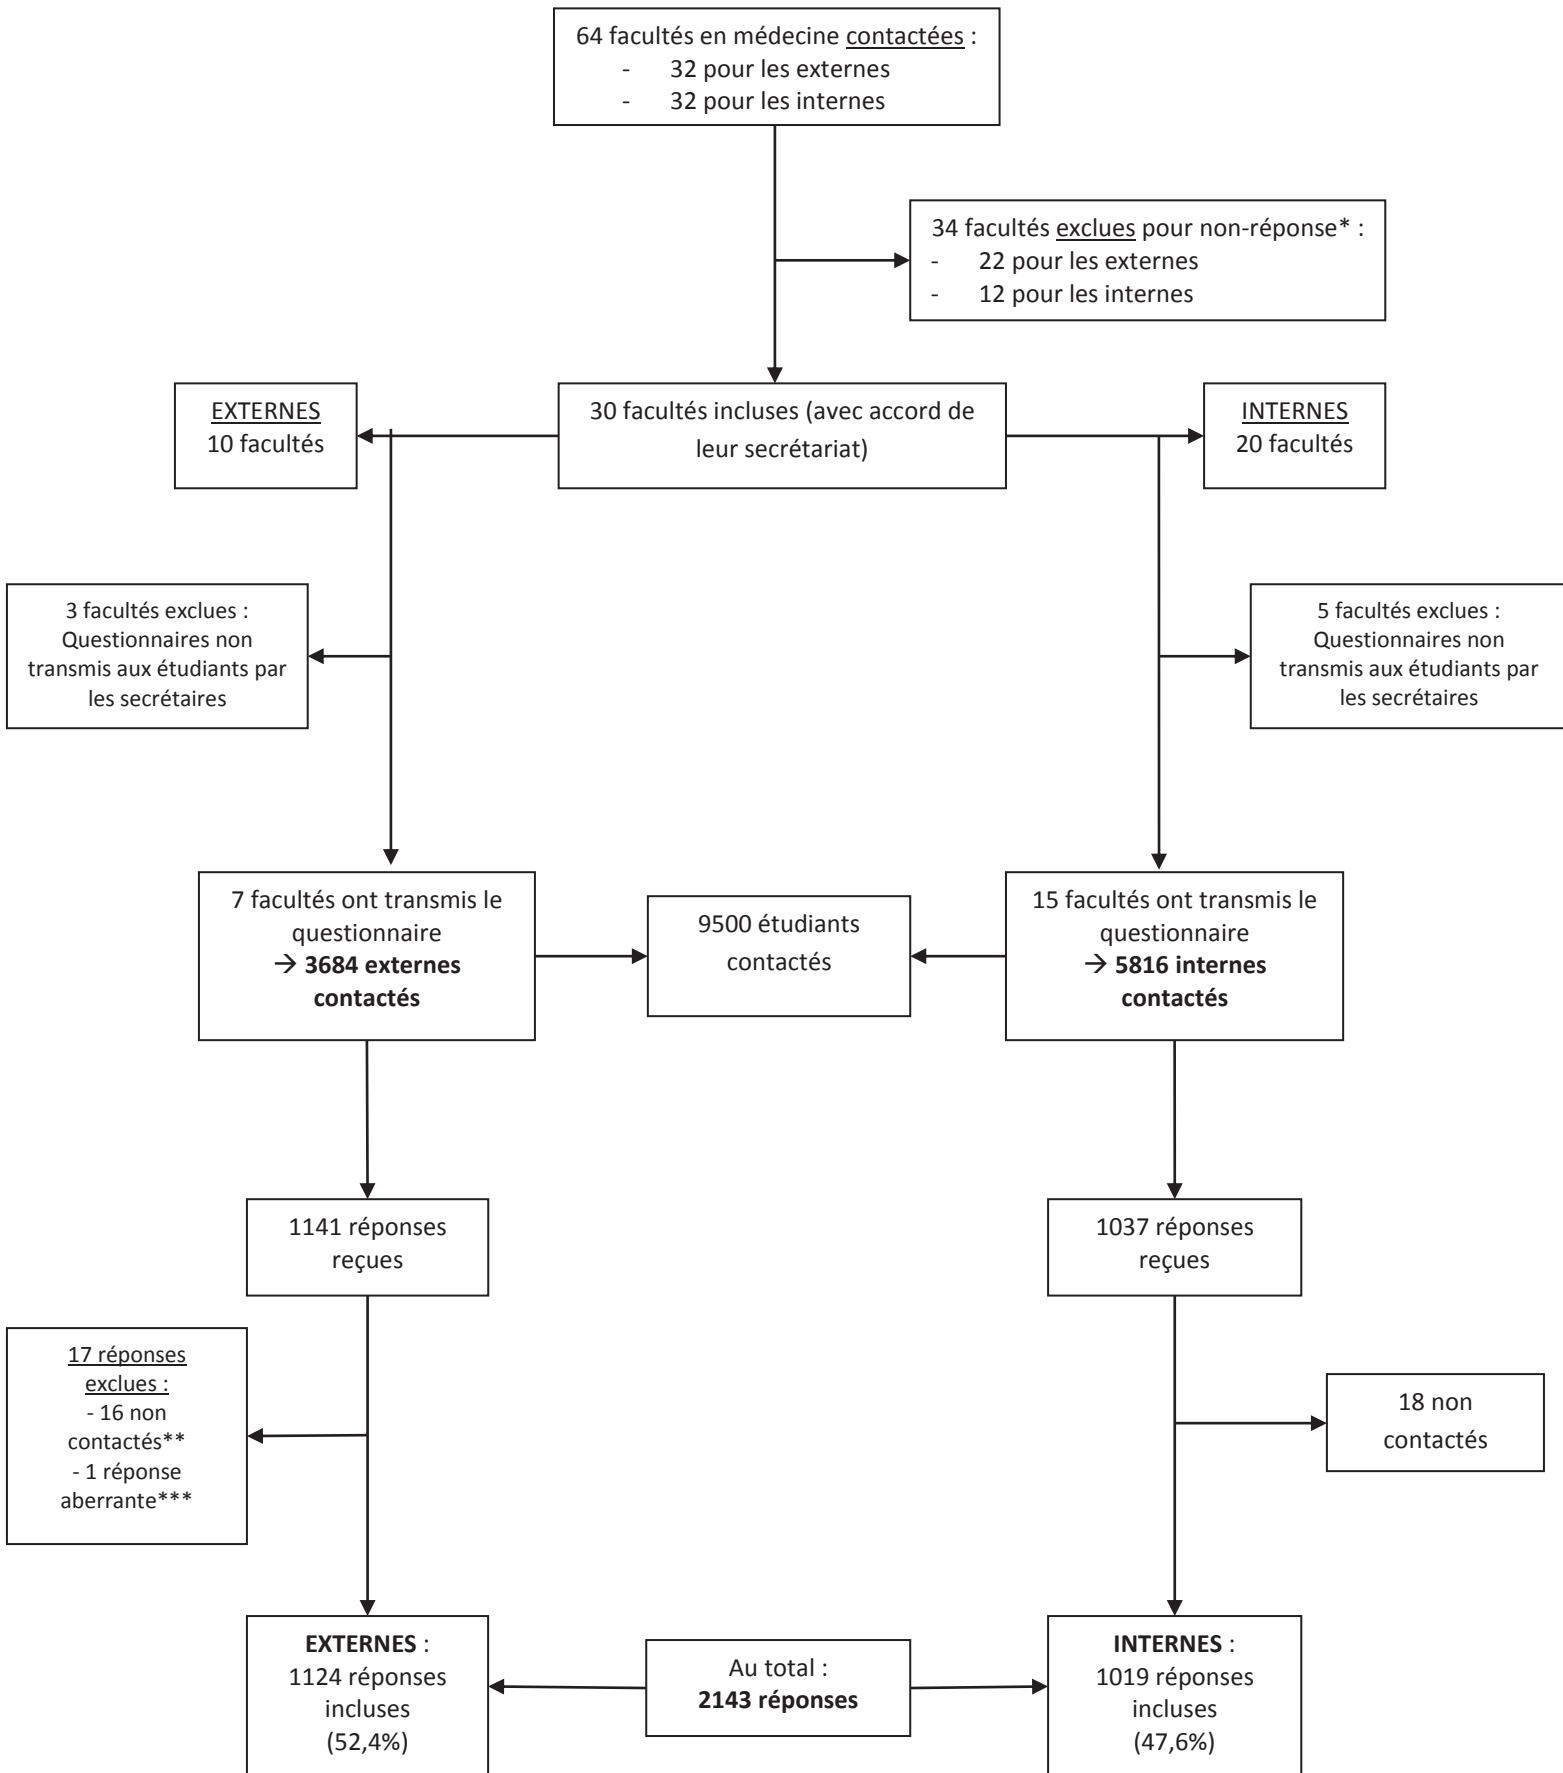 64 facultés en médecine contactées :
- 32 pour les externes
- 32 pour les internes
34 facultés exclues pour non-réponse* :
- 22 pour les externes
- 12 pour les internes
EXTERNES
10 facultés
30 facultés incluses (avec accord de
leur secrétariat)
INTERNES
20 facultés
3 facultés exclues :
Questionnaires non
transmis aux étudiants par
les secrétaires
5 facultés exclues :
Questionnaires non
transmis aux étudiants par
les secrétaires
7 facultés ont transmis le
questionnaire
→ 3684 externes
contactés
9500 étudiants
contactés
15 facultés ont transmis le
questionnaire
→ 5816 internes
contactés
1141 réponses
reçues
1037 réponses
reçues
17 réponses
exclues :
- 16 non
contactés**
- 1 réponse
aberrante***
18 non
contactés
EXTERNES :
1124 réponses
incluses
(52,4%)
Au total :
2143 réponses
INTERNES :
1019 réponses
incluses
(47,6%)